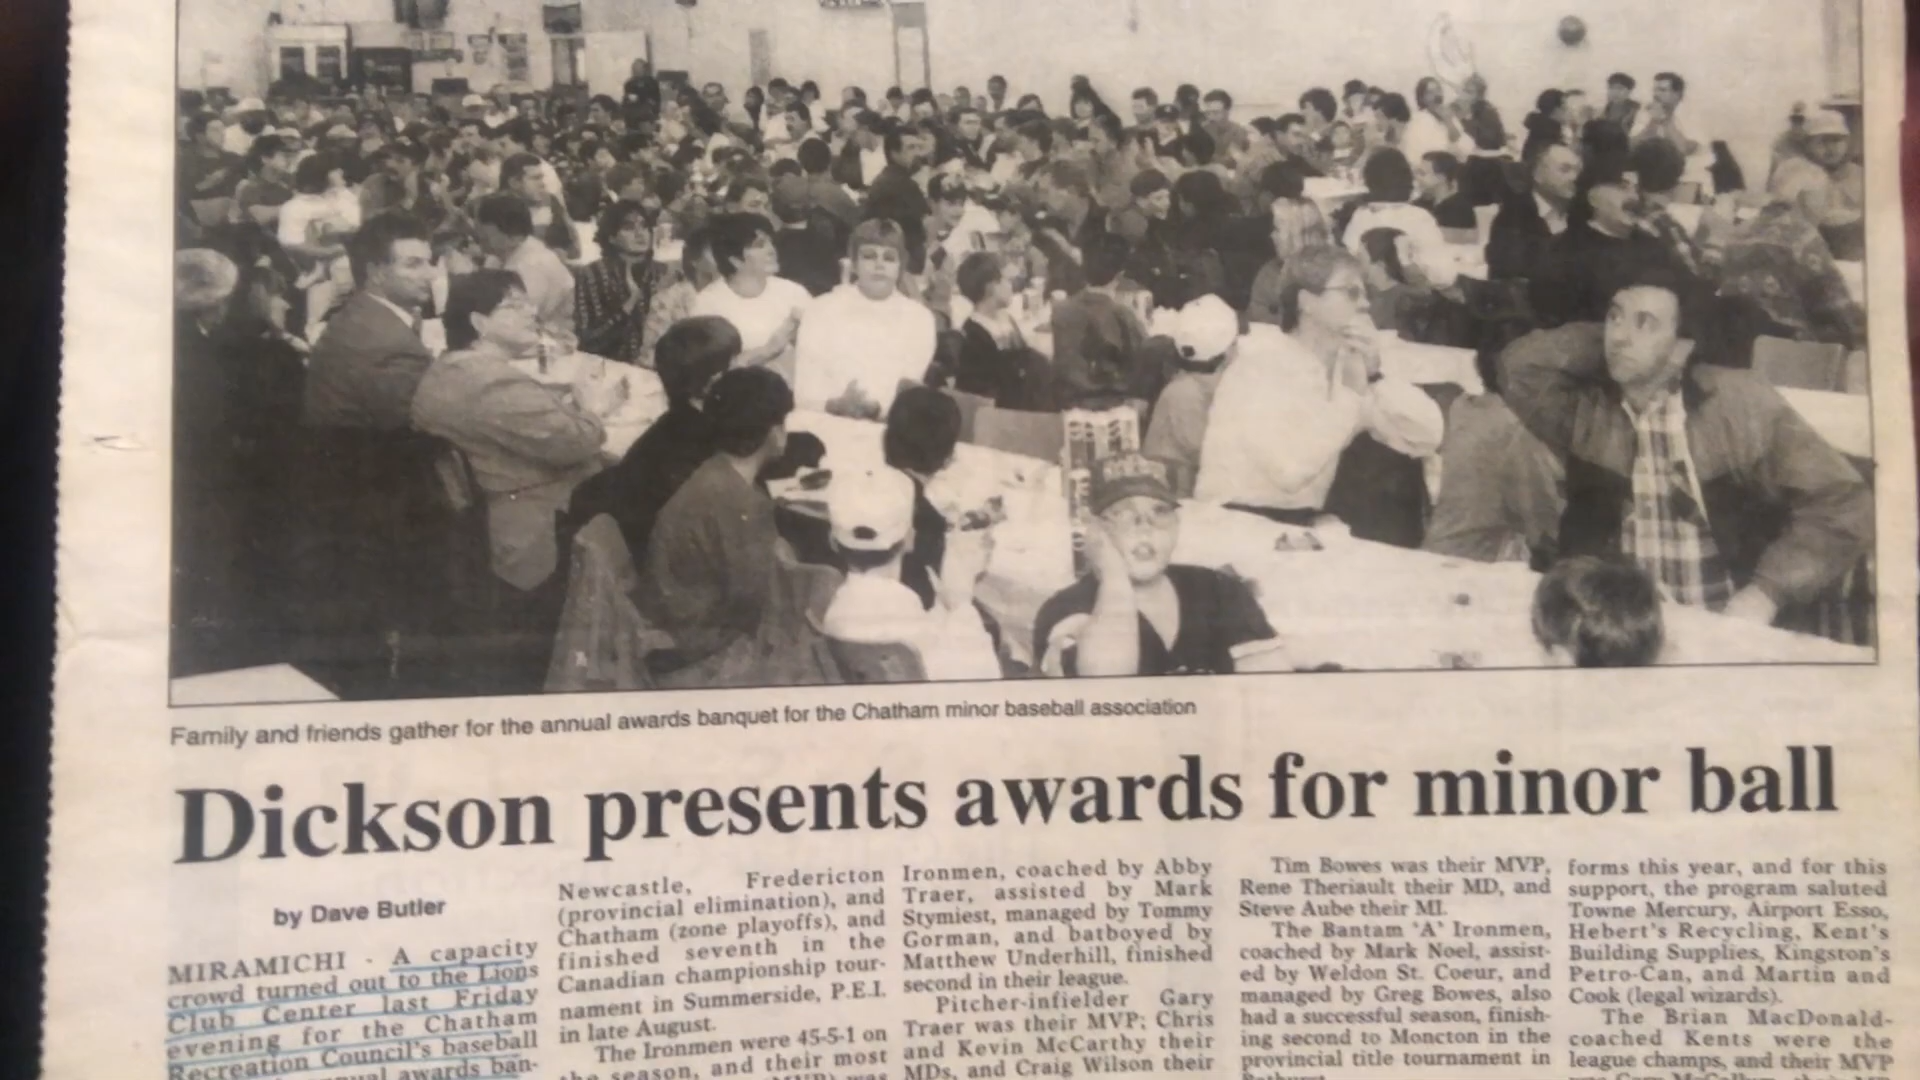 Family and friends gather for the annual awards banquet for the Chatham minor baseball association
Dickson presents awards for minor ball
by Dave Butler
MIRAMICHI - A capacity
crowd turned out to the Lions
Club Center last Friday
evening for the Chatham
Recreation Council's baseball
annual awards ban-
Newcastle, Fredericton
(provincial elimination), and
Chatham (zone playoffs), and
finished seventh in the
Canadian championship tour-
nament in Summerside, P.E.I.
in late August.
The Ironmen were 45-5-1 on
the season, and their most
was
Ironmen, coached by Abby
Traer, assisted by Mark
Stymiest, managed by Tommy
Gorman, and batboyed by
Matthew Underhill, finished
second in their league.
Pitcher-infielder Gary
Traer was their MVP; Chris
and Kevin McCarthy their
MDs, and Craig Wilson their
Tim Bowes was their MVP,
Rene Theriault their MD, and
Steve Aube their MI.
The Bantam 'A' Ironmen,
coached by Mark Noel, assist-
ed by Weldon St. Coeur, and
managed by Greg Bowes, also
had a successful season, finish-
ing second to Moncton in the
provincial title tournament in
forms this year, and for this
support, the program saluted
Towne Mercury, Airport Esso,
Hebert's Recycling, Kent's
Building Supplies, Kingston's
Petro-Can, and Martin and
Cook (legal wizards).
The Brian MacDonald-
coached Kents were the
league champs, and their MVP